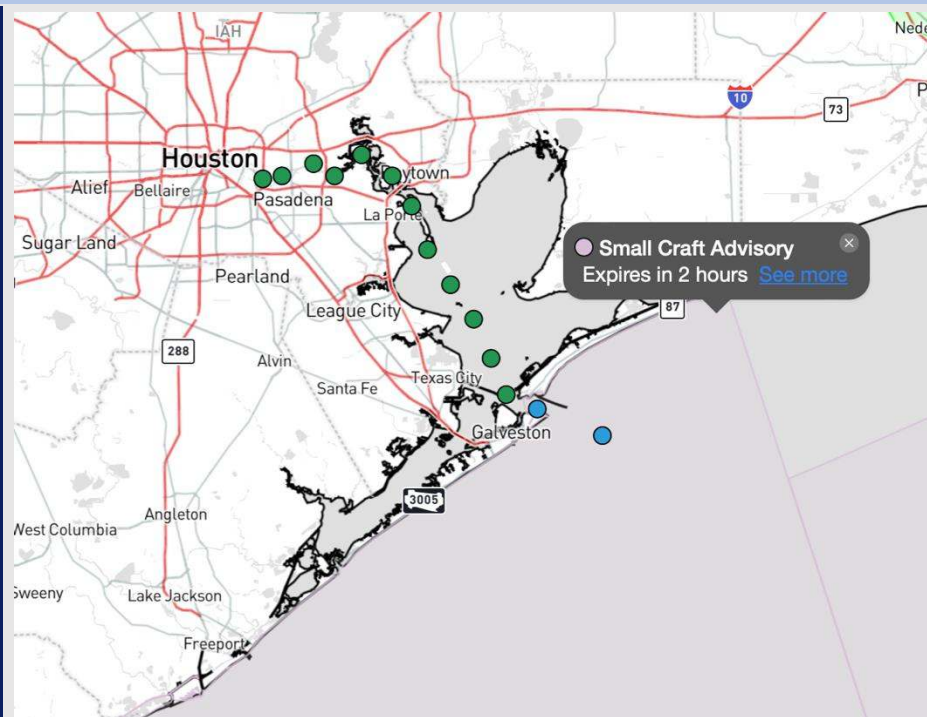 IAH
Nede
10
73
P
Houston
Baytown
Alief
Bellaire
Pasadena
La Porte
Sugar Land
Small Craft Advisory
Expires in 2 hours See more
Pearland
League City
87
288
Alvin
Texas City
Santa Fe
Galveston
3005
West Columbia
Angleton
Sweeny
Lake Jackson
Freeport